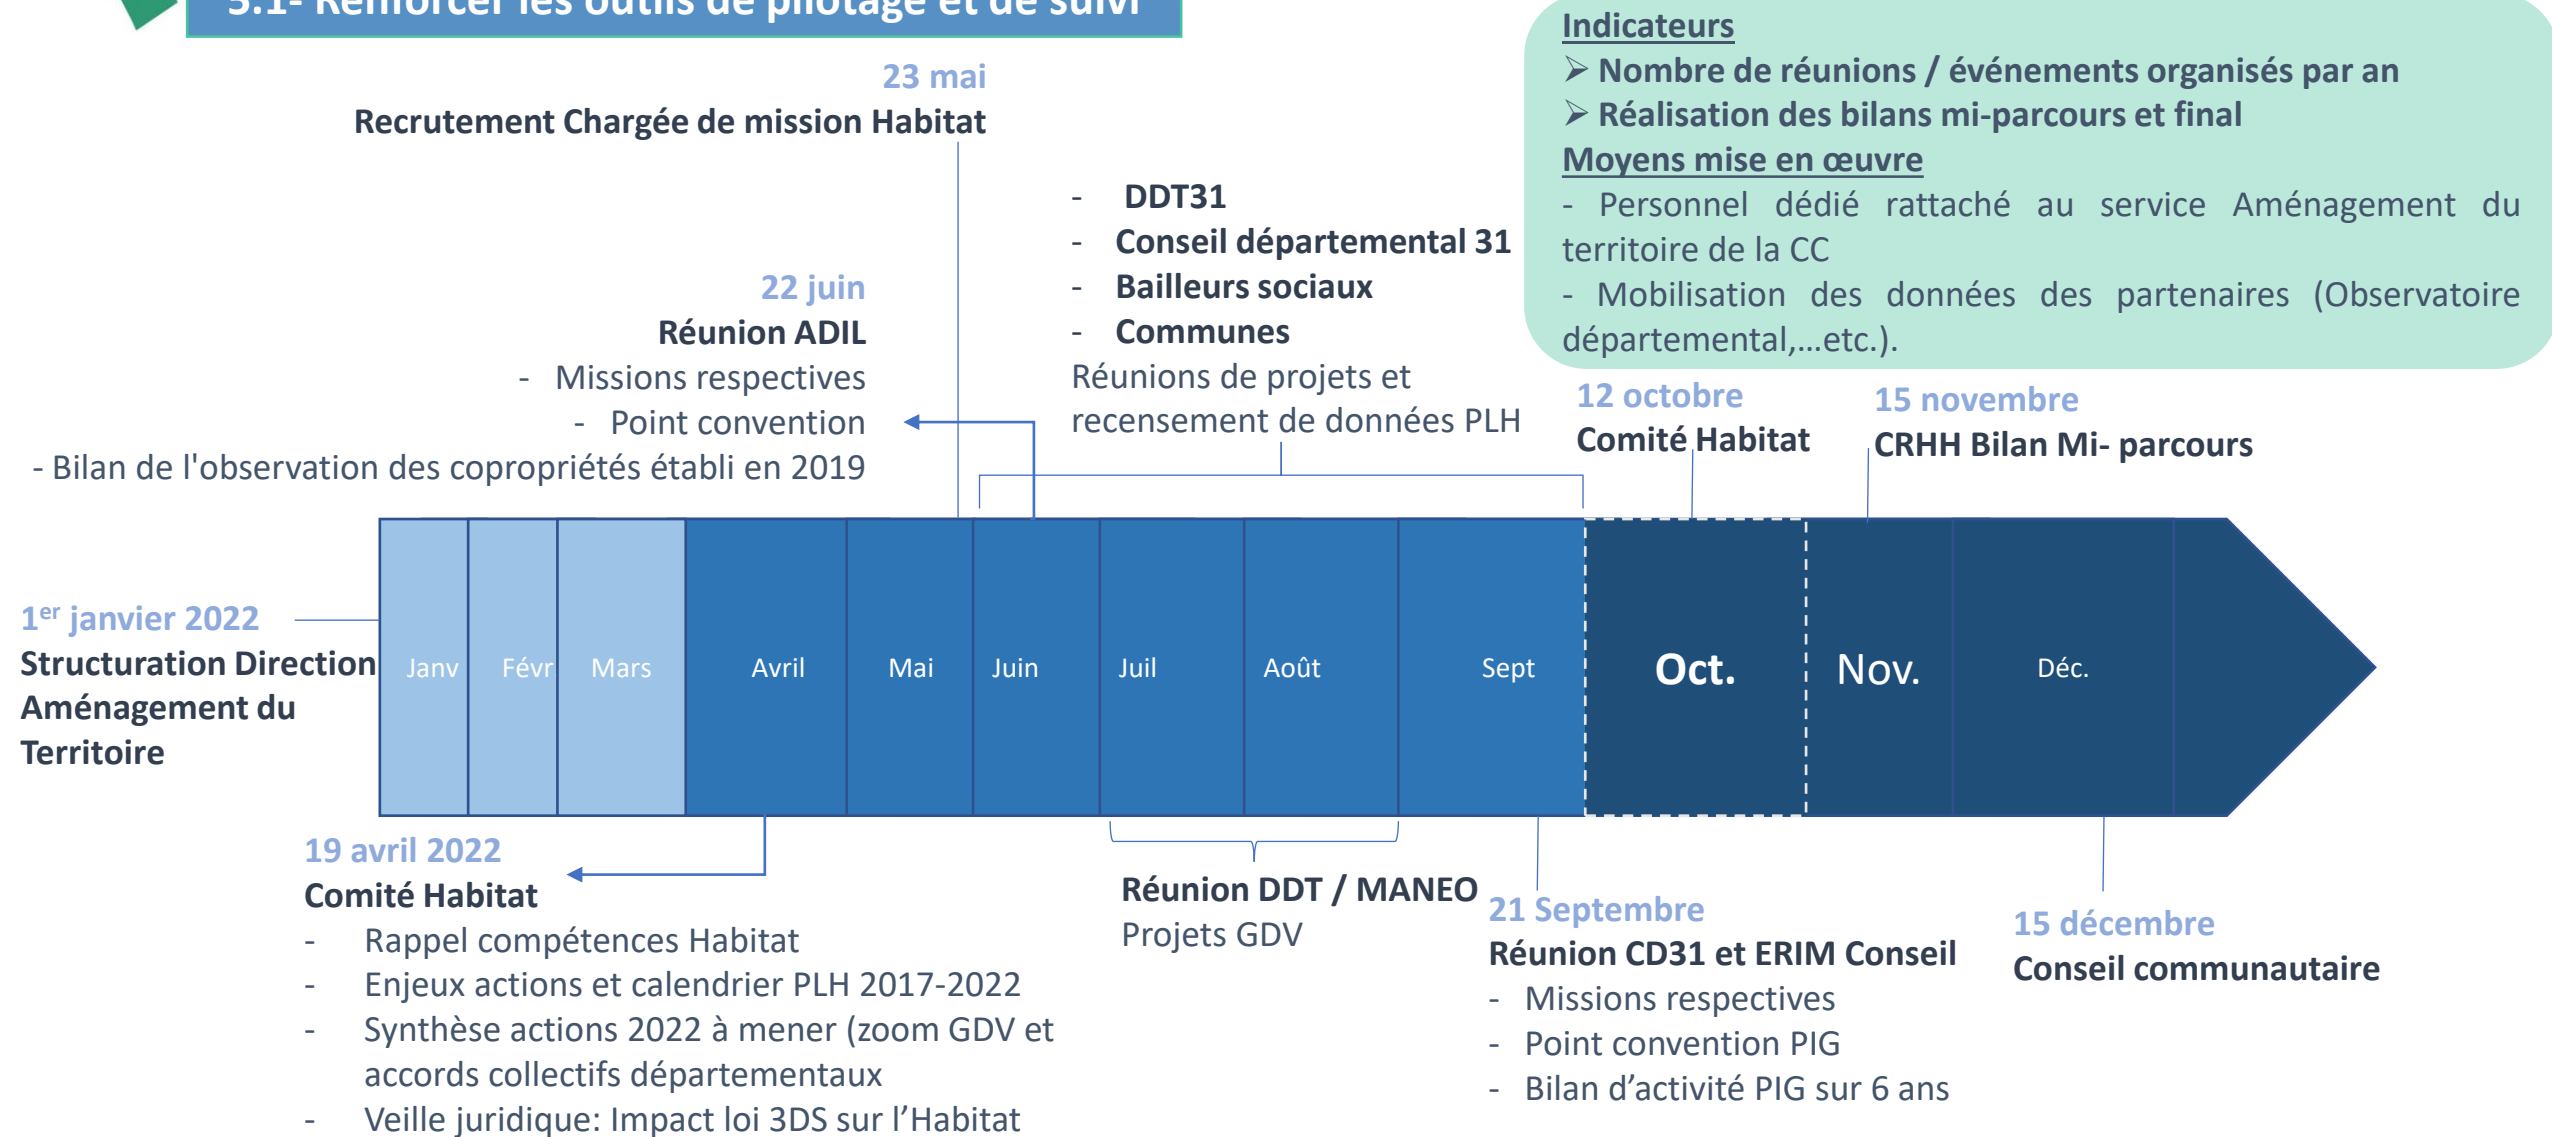 5.1- Renforcer les outils de pilotage et de suivi
Indicateurs
➢ Nombre de réunions / événements organisés par an
➢ Réalisation des bilans mi-parcours et final
Moyens mise en œuvre
- Personnel dédié rattaché au service Aménagement du
territoire de la CC
- Mobilisation des données des partenaires (Observatoire
départemental,…etc.).
23 mai
Recrutement Chargée de mission Habitat
22 juin
Réunion ADIL
- Missions respectives
- Point convention
- Bilan de l'observation des copropriétés établi en 2019
- DDT31
- Conseil départemental 31
- Bailleurs sociaux
- Communes
Réunions de projets et
recensement de données PLH
12 octobre
Comité Habitat
15 novembre
CRHH Bilan Mi- parcours
1er janvier 2022
Structuration Direction
Aménagement du
Territoire
Janv
Févr
Mars
Avril
Mai
Juin
Juil
Août
Sept
Oct.
Nov.
Déc.
19 avril 2022
Comité Habitat
- Rappel compétences Habitat
- Enjeux actions et calendrier PLH 2017-2022
- Synthèse actions 2022 à mener (zoom GDV et
accords collectifs départementaux
- Veille juridique: Impact loi 3DS sur l’Habitat
Réunion DDT / MANEO
Projets GDV
21 Septembre
Réunion CD31 et ERIM Conseil
- Missions respectives
- Point convention PIG
- Bilan d’activité PIG sur 6 ans
15 décembre
Conseil communautaire